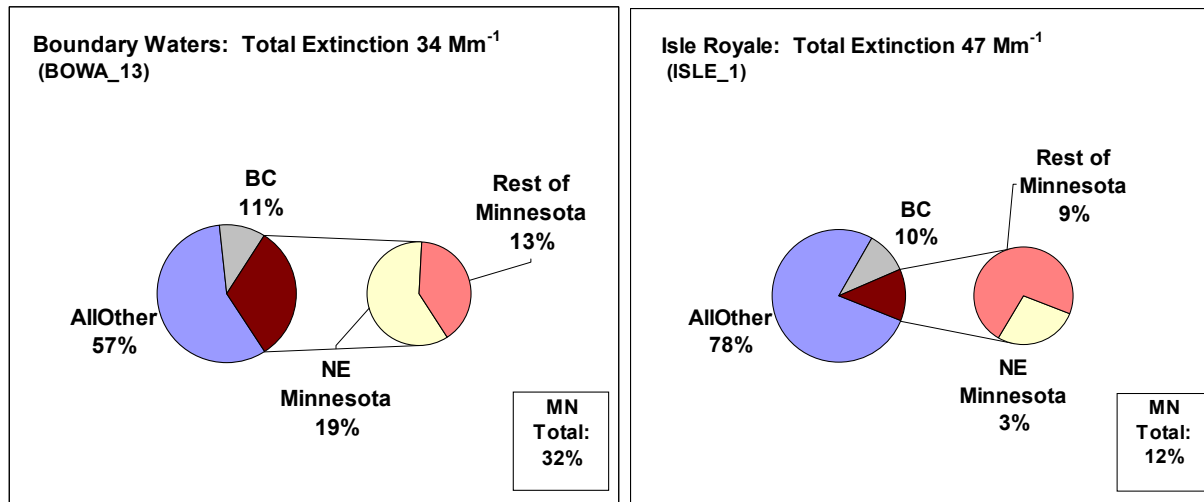 Boundary Waters: Total Extinction 34 Mm⁻¹
(BOWA_13)
BC
11%
Rest of
Minnesota
13%
AllOther
57%
NE
Minnesota
19%
MN
Total:
32%
Isle Royale: Total Extinction 47 Mm⁻¹
(ISLE_1)
Rest of
Minnesota
9%
BC
10%
AllOther
78%
NE
Minnesota
3%
MN
Total:
12%